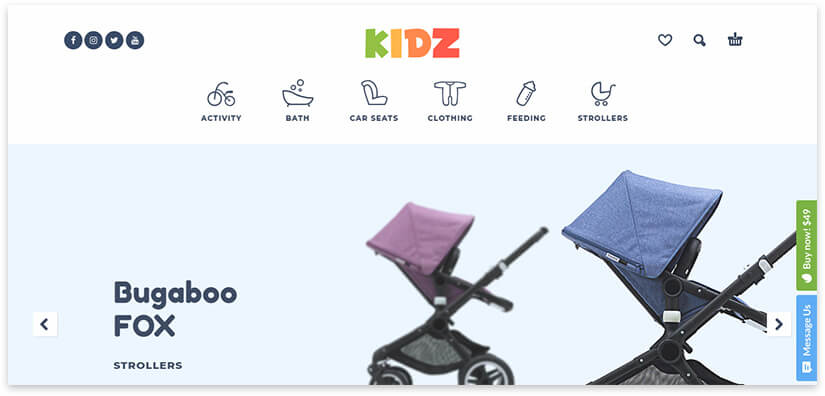 KIDZ
ACTIVITY
BATH
CAR SEATS
CLOTHING
FEEDING
STROLLERS
Bugaboo
FOX
STROLLERS
Buy now! $49
Message Us